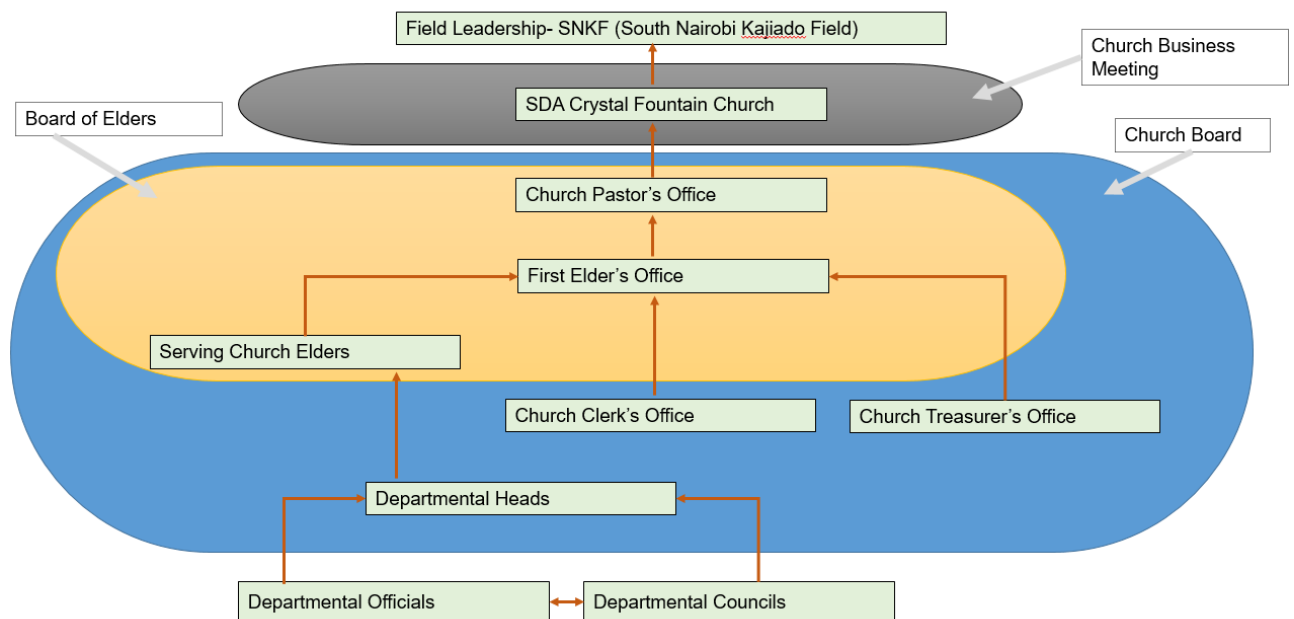 Field Leadership- SNKF (South Nairobi Kajiado Field)
Church Business
Meeting
SDA Crystal Fountain Church
Board of Elders
Church Board
Church Pastor’s Office
First Elder’s Office
Serving Church Elders
Church Clerk’s Office
Church Treasurer’s Office
Departmental Heads
Departmental Officials
Departmental Councils